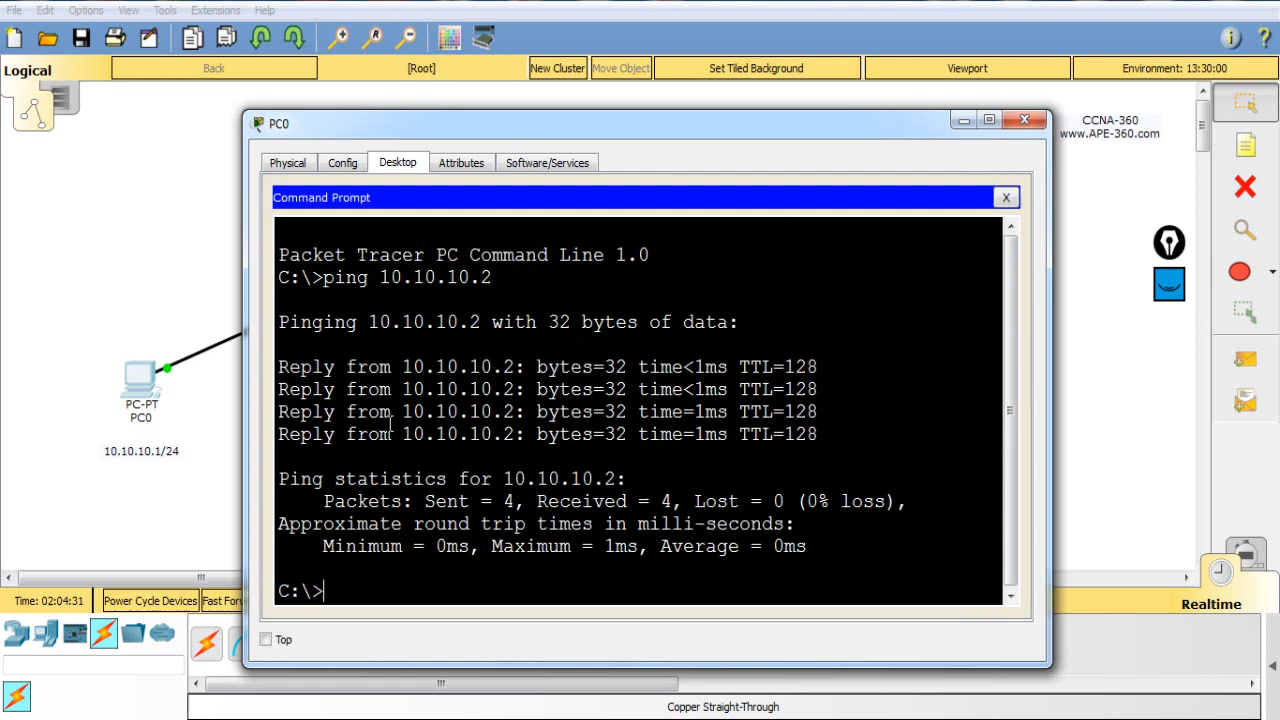 File Edit Options View Tools Extensions Help
Logical
Back
[Root]
New Cluster
Move Object
Set Tiled Background
Viewport
Environment: 13:30:00
CCNA-360
www.APE-360.com
PC0
Physical Config Desktop Attributes Software/Services
Command Prompt
X
Packet Tracer PC Command Line 1.0
C:\>ping 10.10.10.2
Pinging 10.10.10.2 with 32 bytes of data:
Reply from 10.10.10.2: bytes=32 time<1ms TTL=128
Reply from 10.10.10.2: bytes=32 time<1ms TTL=128
Reply from 10.10.10.2: bytes=32 time=1ms TTL=128
Reply from 10.10.10.2: bytes=32 time=1ms TTL=128
Ping statistics for 10.10.10.2:
Packets: Sent = 4, Received = 4, Lost = 0 (0% loss),
Approximate round trip times in milli-seconds:
Minimum = 0ms, Maximum = 1ms, Average = 0ms
C:\>
Top
PC-PT
PC0
10.10.10.1/24
Time: 02:04:31
Power Cycle Devices
Fast For
Realtime
Copper Straight-Through